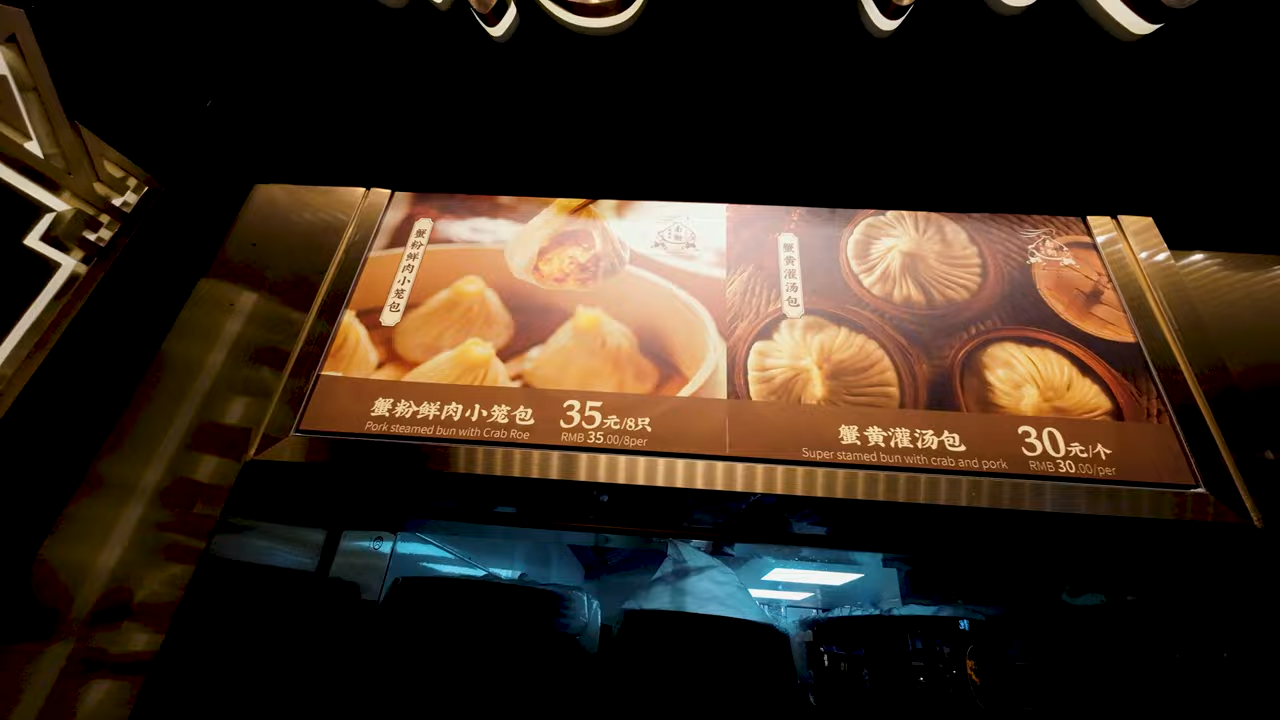 蟹粉鲜肉小笼包
蟹粉鲜肉小笼包 35元/8只
Pork steamed bun with Crab Roe RMB 35.00/8per
蟹黄灌汤包
蟹黄灌汤包 30元/个
Super stamed bun with crab and pork RMB 30.00/per